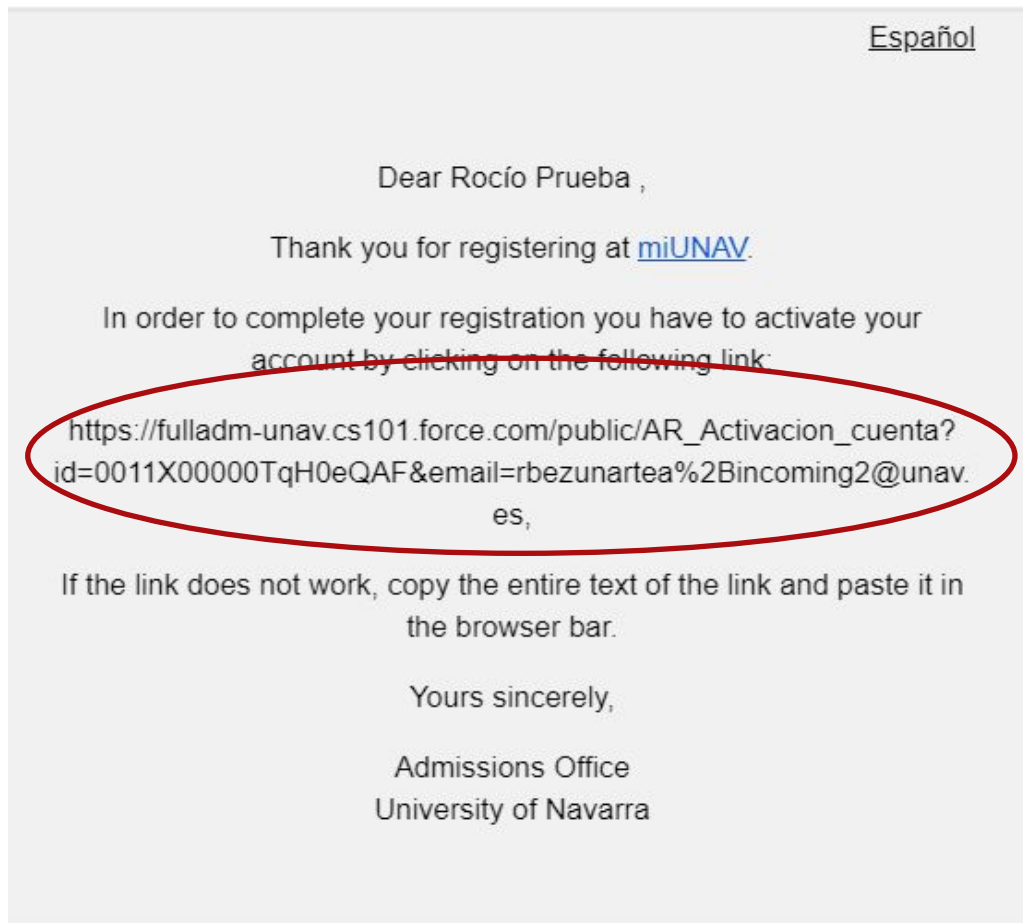 Español
Dear Rocío Prueba ,
Thank you for registering at miUNAV.
In order to complete your registration you have to activate your
account by clicking on the following link:
https://fulladm-unav.cs101.force.com/public/AR_Activacion_cuenta?
id=0011X00000TqH0eQAF&email=rbezunartea%2Bincoming2@unav.
es,
If the link does not work, copy the entire text of the link and paste it in
the browser bar.
Yours sincerely,
Admissions Office
University of Navarra